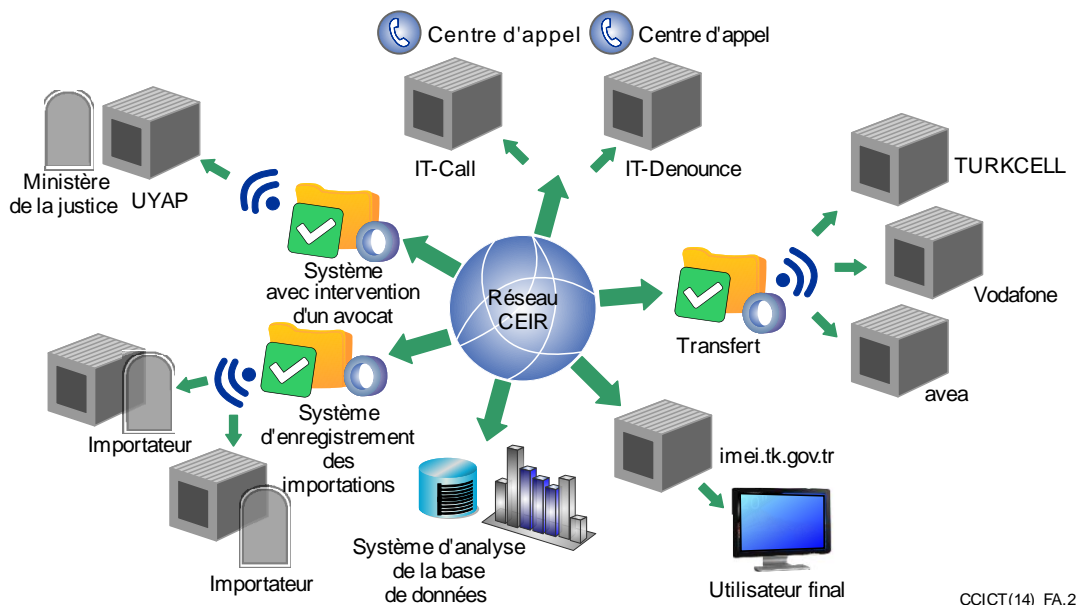 Centre d'appel
Centre d'appel
IT-Call
IT-Denounce
TURKCELL
Ministère
de la justice
UYAP
Système
avec intervention
d'un avocat
Réseau
CEIR
Transfert
Vodafone
avea
Importateur
Système
d'enregistrement
des
importations
imei.tk.gov.tr
Importateur
Système d'analyse
de la base
de données
Utilisateur final
CCICT(14)_FA.2